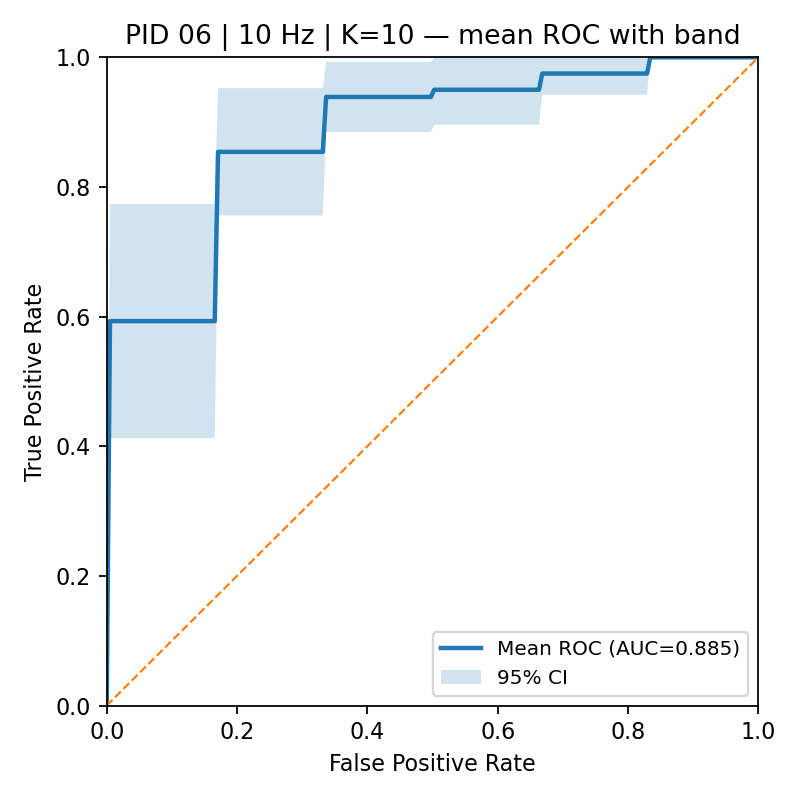 PID 06 | 10 Hz | K=10 — mean ROC with band
1.0
0.8
0.6
0.4
0.2
0.0
True Positive Rate
Mean ROC (AUC=0.885)
95% CI
0.0 0.2 0.4 0.6 0.8 1.0
False Positive Rate